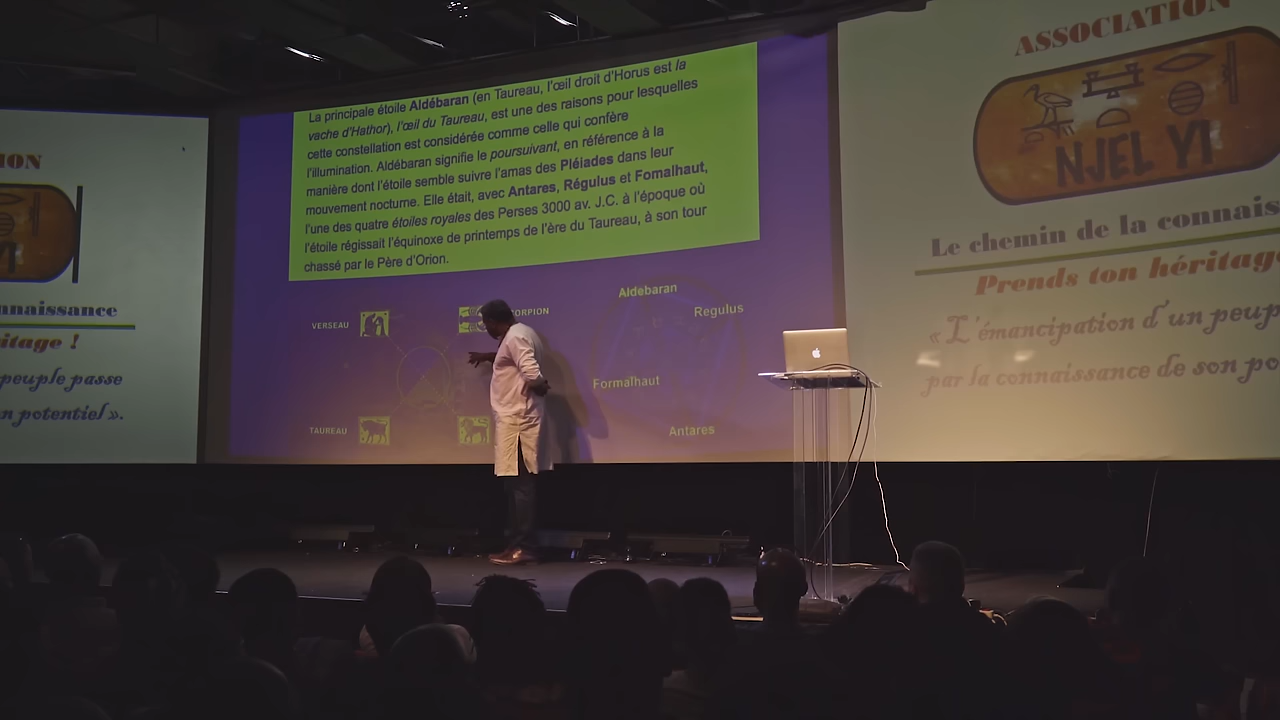 ION
onnaissance
itage !
peuple passe
n potentiel ».
La principale étoile Aldébaran (en Taureau, l'œil droit d'Horus est la
vache d'Hathor), l'œil du Taureau, est une des raisons pour lesquelles
cette constellation est considérée comme celle qui confère
l'illumination. Aldébaran signifie le poursuivant, en référence à la
manière dont l'étoile semble suivre l'amas des Pléiades dans leur
mouvement nocturne. Elle était, avec Antares, Régulus et Fomalhaut,
l'une des quatre étoiles royales des Perses 3000 av. J.C. à l'époque où
l'étoile régissait l'équinoxe de printemps de l'ère du Taureau, à son tour
chassé par le Père d'Orion.
VERSEAU
ORPION
TAUREAU
Aldebaran
Regulus
Formalhaut
Antares
ASSOCIATION
NJEL YI
Le chemin de la connais
Prends ton héritage
« L'émancipation d'un peup
par la connaissance de son po